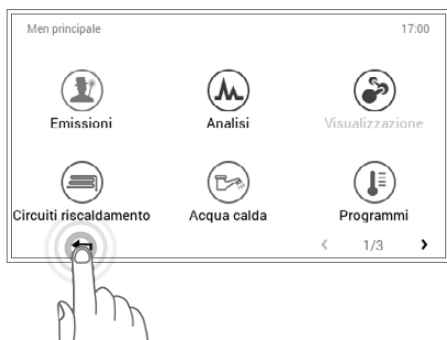 Men principale 17:00
Emissioni Analisi Visualizzazione
Circuiti riscaldamento Acqua calda Programmi
< 1/3 >